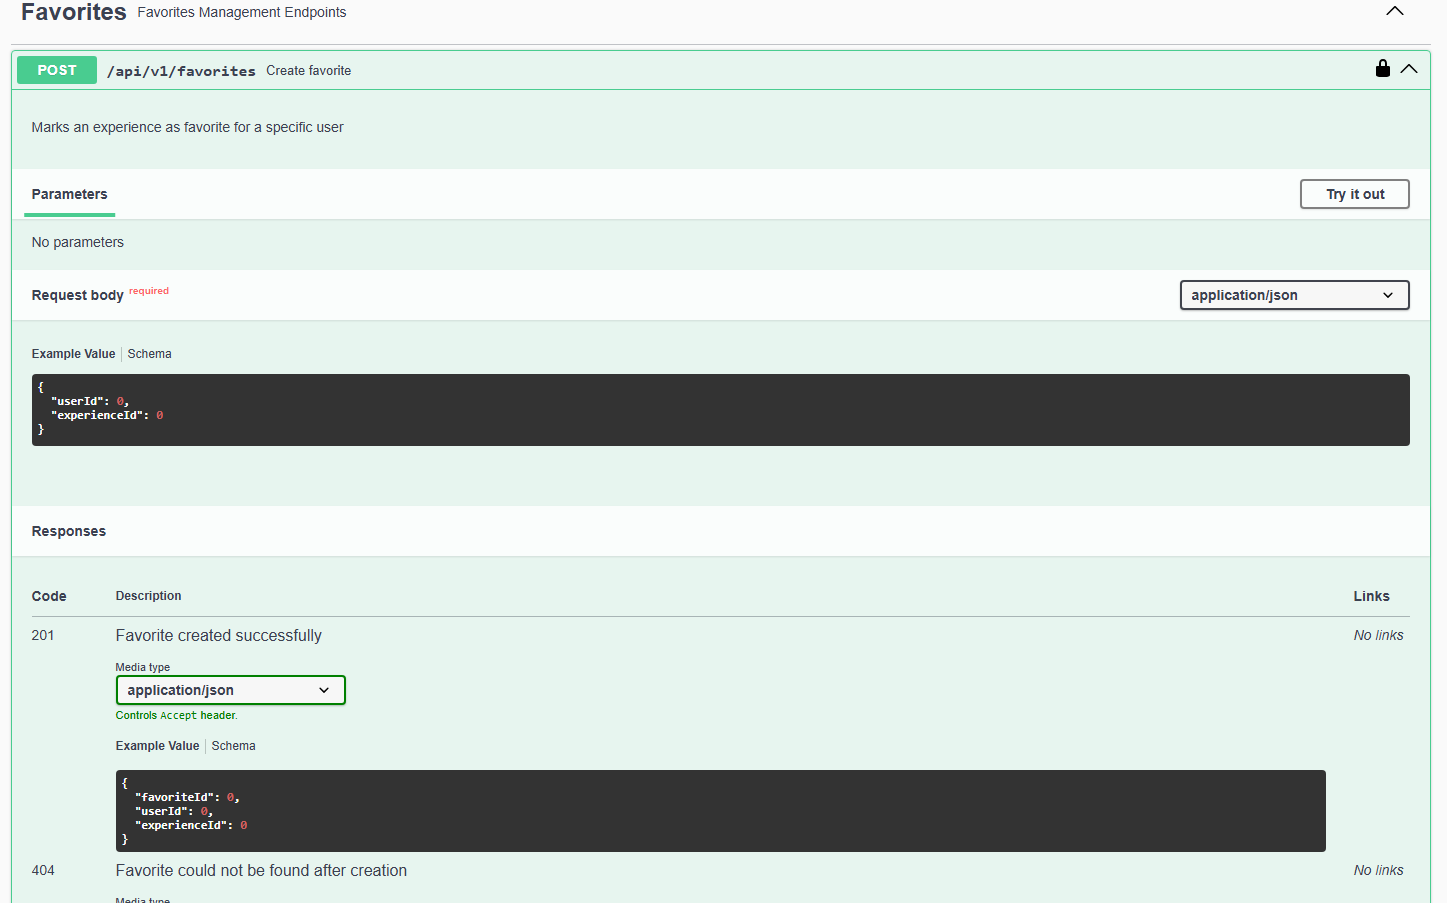 Favorites Favorites Management Endpoints
POST /api/v1/favorites Create favorite
Marks an experience as favorite for a specific user
Parameters Try it out
No parameters
Request body required application/json
Example Value Schema
{
"userId": 0,
"experienceId": 0
}
Responses
Code Description Links
201 Favorite created successfully No links
Media type
application/json
Controls Accept header.
Example Value Schema
{
"favoriteId": 0,
"userId": 0,
"experienceId": 0
}
404 Favorite could not be found after creation No links
Media type